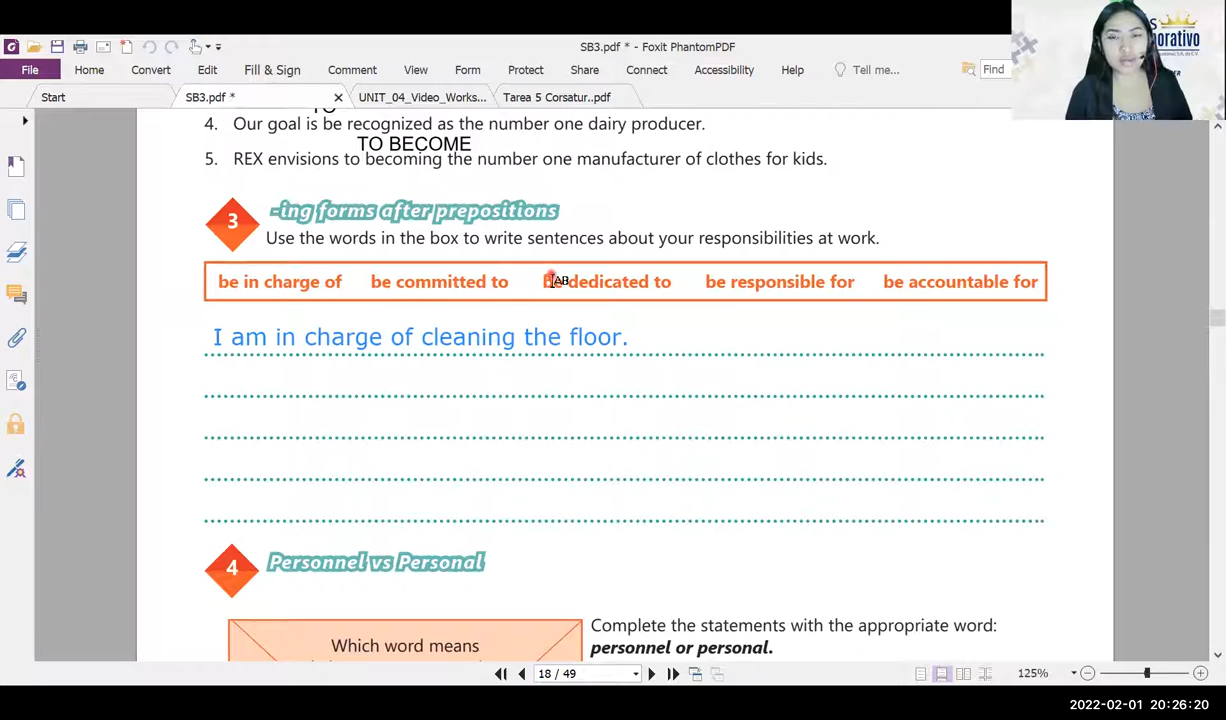 SB3.pdf * - Foxit PhantomPDF
File Home Convert Edit Fill & Sign Comment View Form Protect Share Connect Accessibility Help Tell me... Find
Start SB3.pdf * UNIT_04_Video_Works... Tarea 5 Corsatur..pdf
4. Our goal is be recognized as the number one dairy producer.
TO BECOME
5. REX envisions to becoming the number one manufacturer of clothes for kids.
3 -ing forms after prepositions
Use the words in the box to write sentences about your responsibilities at work.
be in charge of be committed to be dedicated to be responsible for be accountable for
I am in charge of cleaning the floor.
4 Personnel vs Personal
Which word means
Complete the statements with the appropriate word:
personnel or personal.
18 / 49 125%
2022-02-01 20:26:20